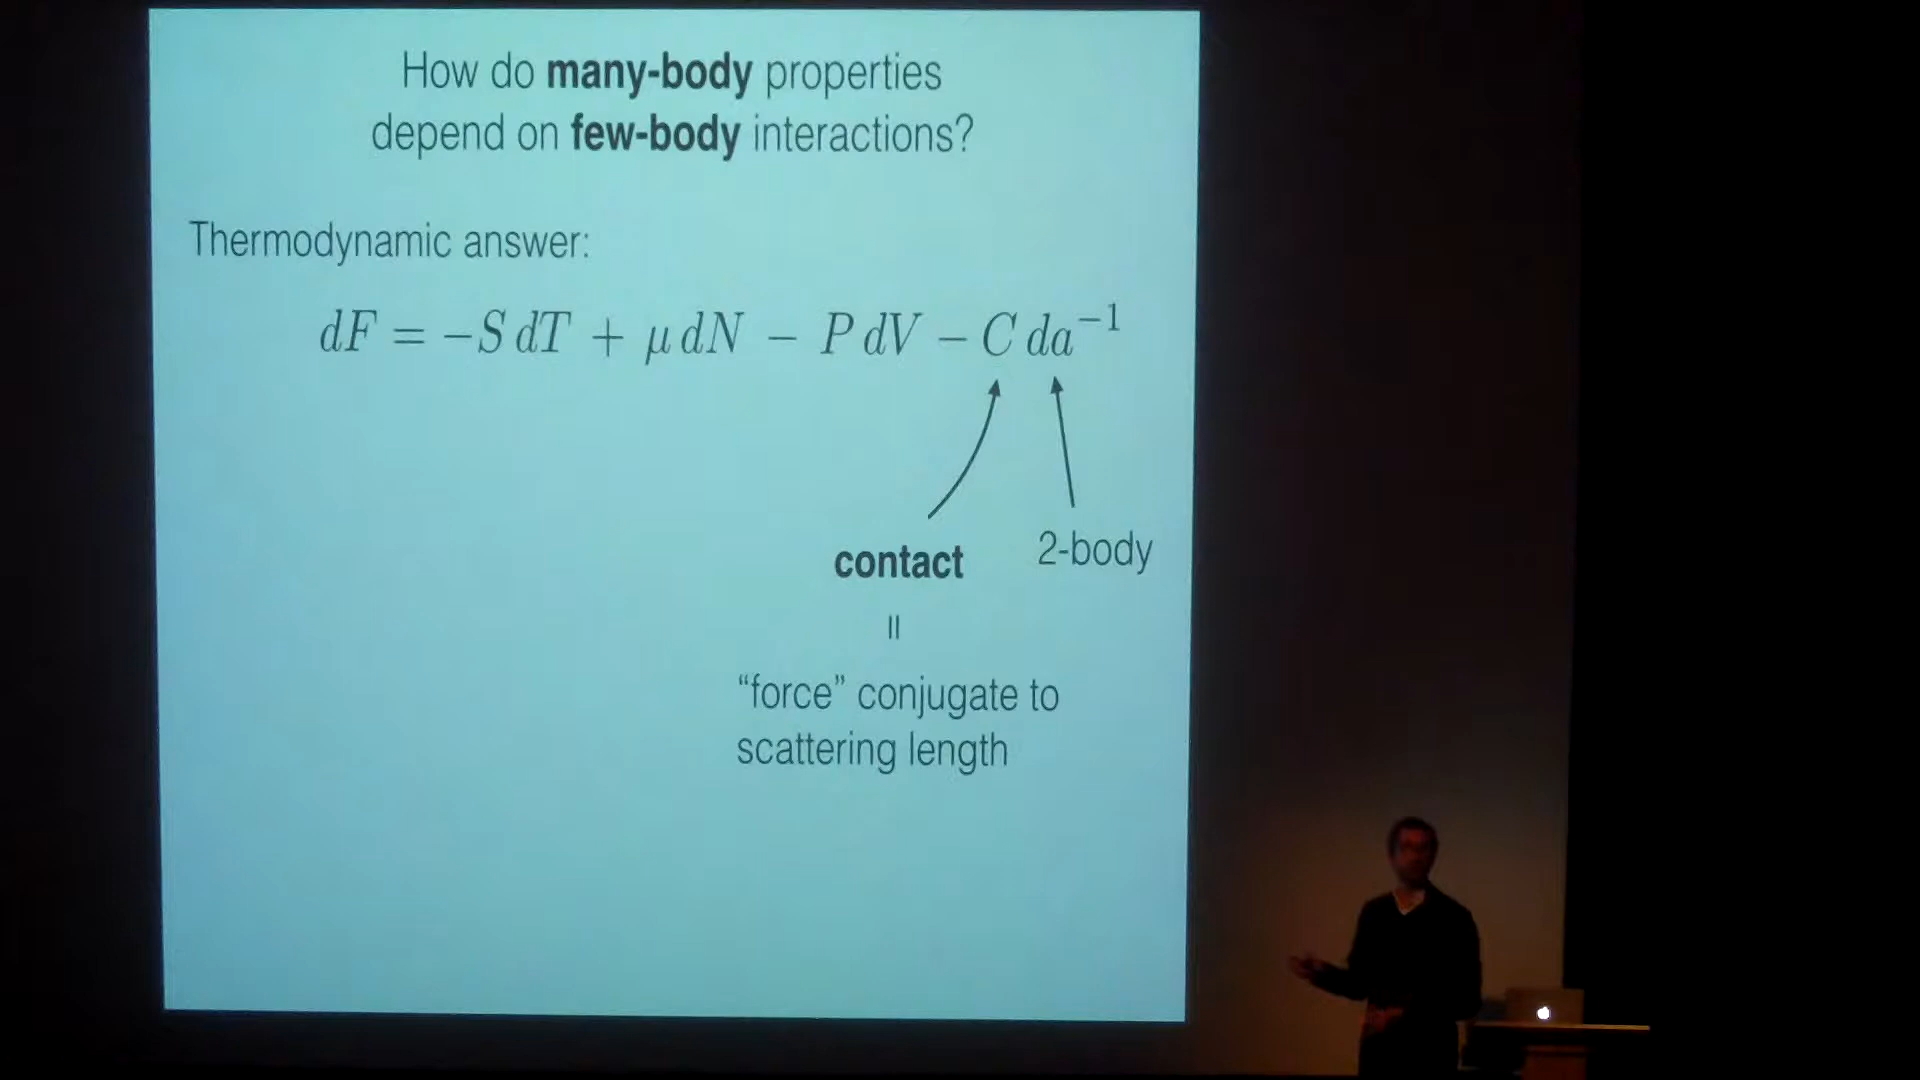 How do many-body properties
depend on few-body interactions?
Thermodynamic answer:
dF = −S dT + μ dN − P dV − C da⁻¹
contact
2-body
=
“force” conjugate to
scattering length